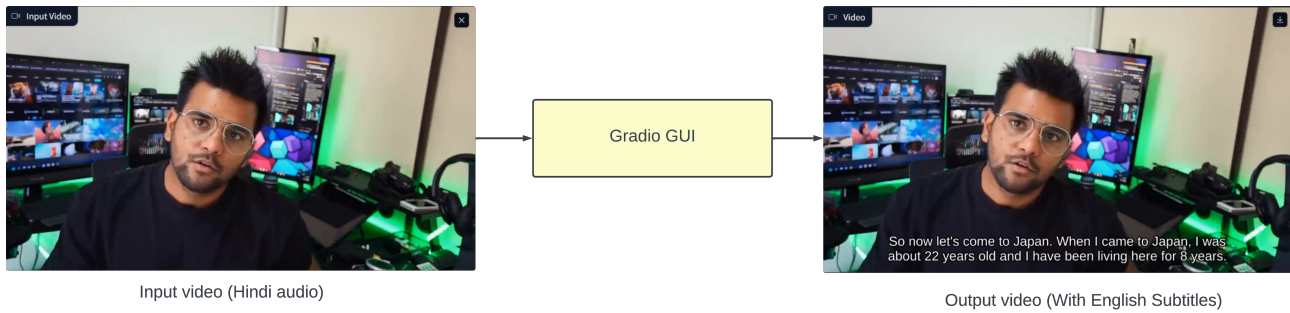 Input Video
Video
Gradio GUI
So now let's come to Japan. When I came to Japan, I was
about 22 years old and I have been living here for 8 years.
Input video (Hindi audio)
Output video (With English Subtitles)